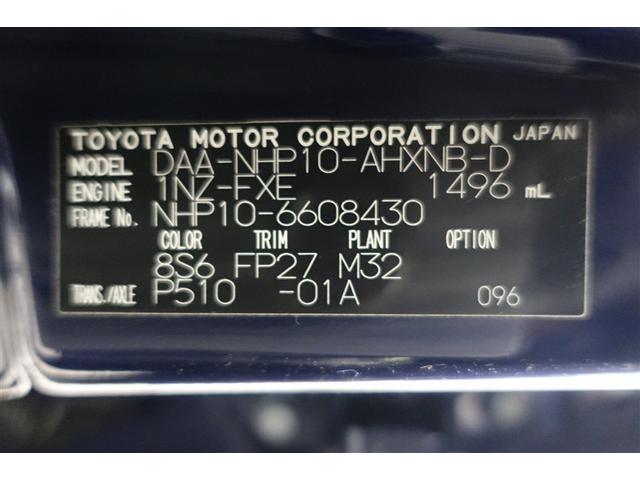 TOYOTA MOTOR CORPORATION JAPAN
MODEL DAA-NHP10-AHXNB-D
ENGINE 1NZ-FXE 1496 mL
FRAME No. NHP10-6608430
COLOR TRIM PLANT OPTION
8S6 FP27 M32
TRANS./AXLE P510 -01A 096